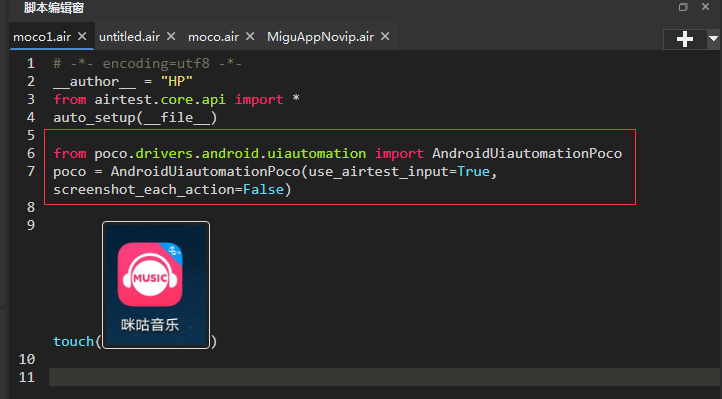 脚本编辑窗
moco1.air untitled.air moco.air MiguAppNovip.air
1 # -*- encoding=utf8 -*-
2 __author__ = "HP"
3 from airtest.core.api import *
4 auto_setup(__file__)
5
6 from poco.drivers.android.uiautomation import AndroidUiautomationPoco
7 poco = AndroidUiautomationPoco(use_airtest_input=True,
screenshot_each_action=False)
8
9
MUSIC
咪咕音乐
touch( )
10
11